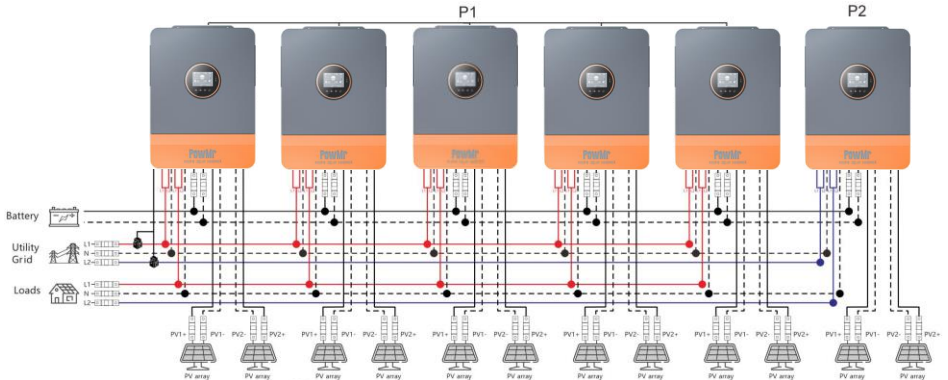 P1 P2
PowMr PowMr PowMr PowMr PowMr PowMr
Battery
Utility
Grid
L1
N
L2
Loads
L1
N
L2
PV1+ PV1- PV2- PV2+ PV1+ PV1- PV2- PV2+ PV1+ PV1- PV2- PV2+ PV1+ PV1- PV2- PV2+ PV1+ PV1- PV2- PV2+ PV1+ PV1- PV2- PV2+
PV array PV array PV array PV array PV array PV array PV array PV array PV array PV array PV array PV array